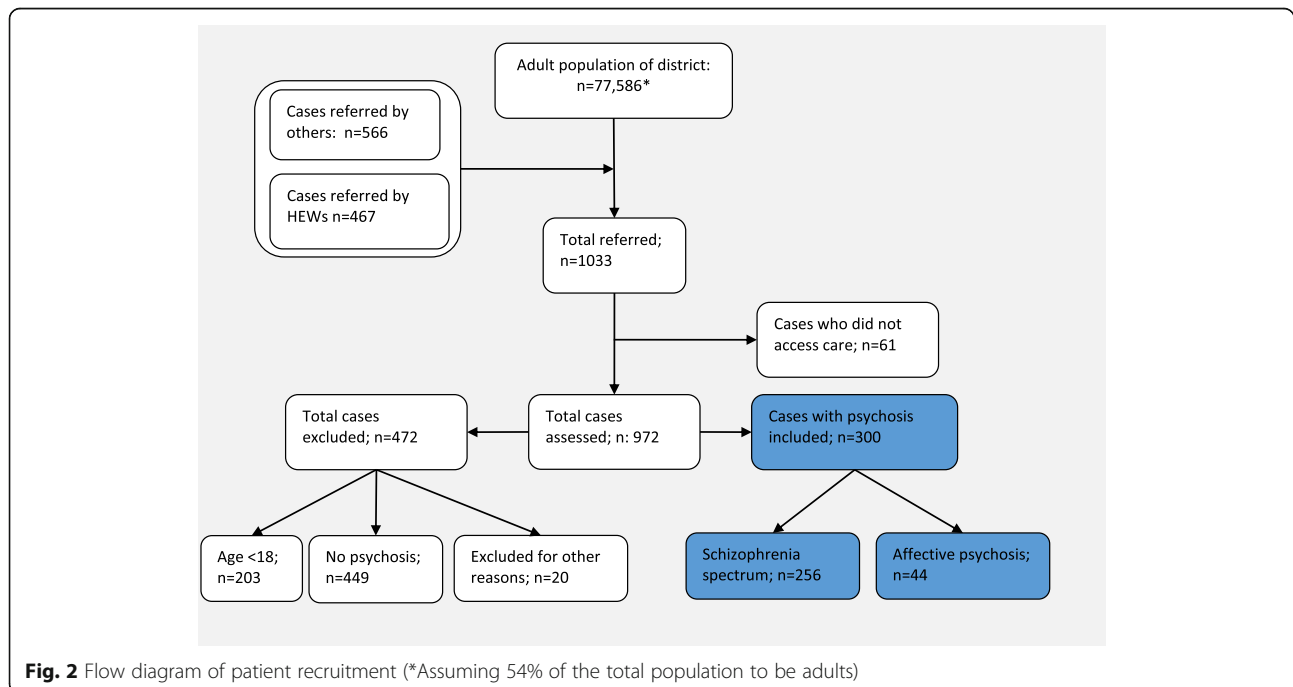 Adult population of district:
n=77,586*
Cases referred by
others: n=566
Cases referred by
HEWs n=467
Total referred;
n=1033
Cases who did not
access care; n=61
Total cases
excluded; n=472
Total cases
assessed; n: 972
Cases with psychosis
included; n=300
Age <18;
n=203
No psychosis;
n=449
Excluded for other
reasons; n=20
Schizophrenia
spectrum; n=256
Affective psychosis;
n=44
Fig. 2 Flow diagram of patient recruitment (*Assuming 54% of the total population to be adults)